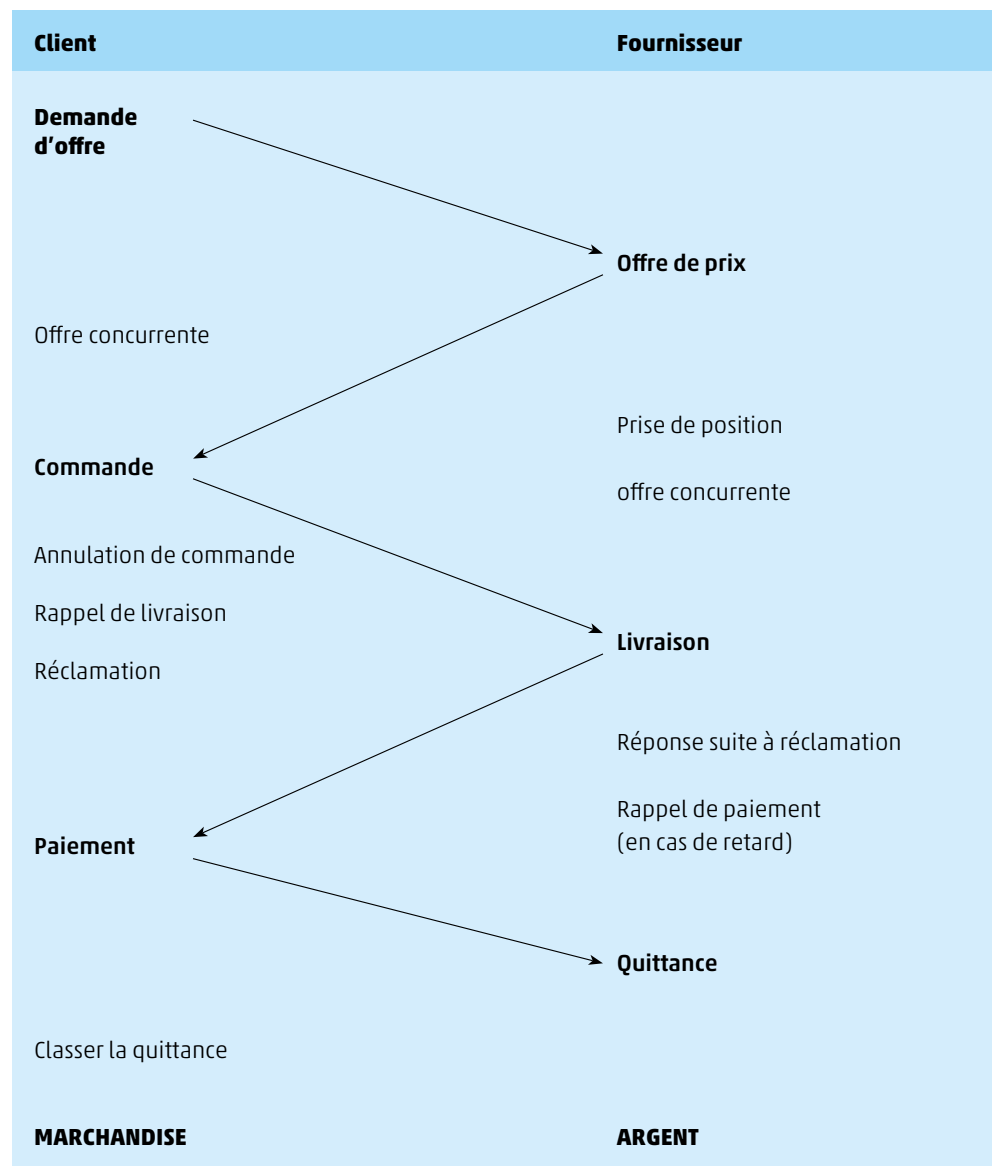 Client
Fournisseur
Demande
d'offre
Offre de prix
Offre concurrente
Prise de position
Commande
offre concurrente
Annulation de commande
Rappel de livraison
Livraison
Réclamation
Réponse suite à réclamation
Rappel de paiement
(en cas de retard)
Paiement
Quittance
Classer la quittance
MARCHANDISE
ARGENT